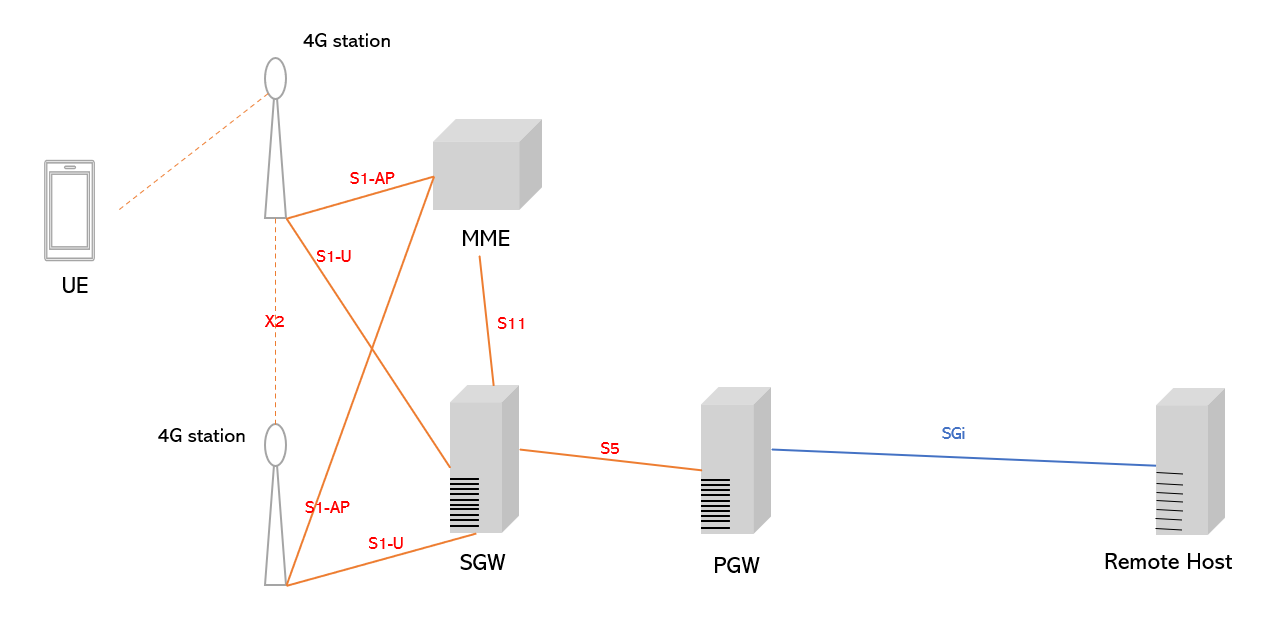 4G station
S1-AP
MME
S1-U
UE
X2
S11
4G station
SGi
S5
S1-AP
S1-U
SGW
PGW
Remote Host